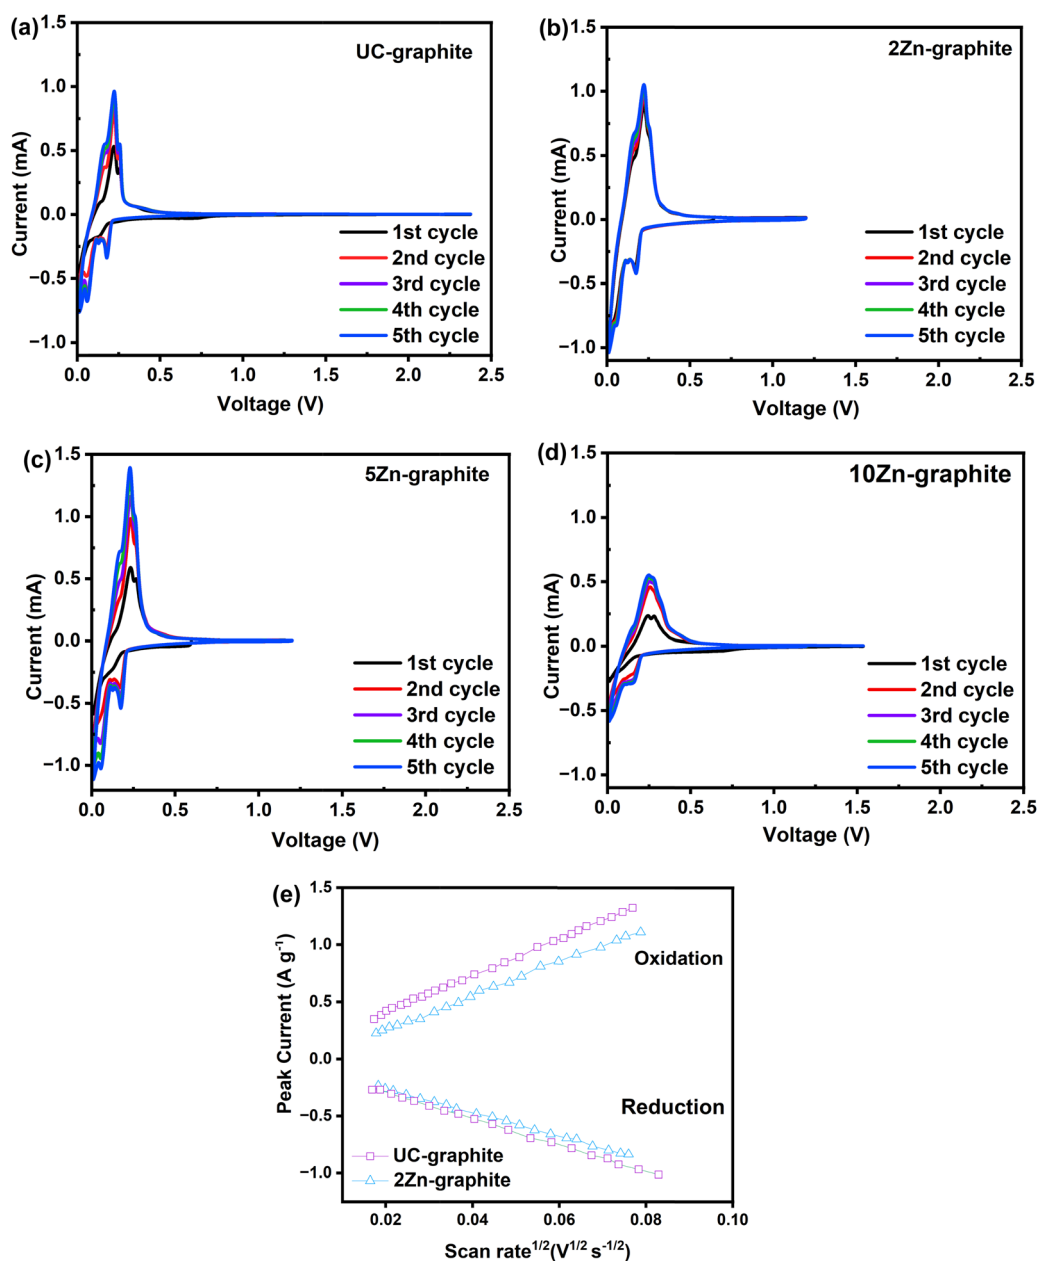 (a)
UC-graphite
1.5
1.0
0.5
0.0
−0.5
−1.0
Current (mA)
1st cycle
2nd cycle
3rd cycle
4th cycle
5th cycle
0.0 0.5 1.0 1.5 2.0 2.5
Voltage (V)
(b)
2Zn-graphite
1.5
1.0
0.5
0.0
−0.5
−1.0
Current (mA)
1st cycle
2nd cycle
3rd cycle
4th cycle
5th cycle
0.0 0.5 1.0 1.5 2.0 2.5
Voltage (V)
(c)
5Zn-graphite
1.5
1.0
0.5
0.0
−0.5
−1.0
Current (mA)
1st cycle
2nd cycle
3rd cycle
4th cycle
5th cycle
0.0 0.5 1.0 1.5 2.0 2.5
Voltage (V)
(d)
10Zn-graphite
1.5
1.0
0.5
0.0
−0.5
−1.0
Current (mA)
1st cycle
2nd cycle
3rd cycle
4th cycle
5th cycle
0.0 0.5 1.0 1.5 2.0 2.5
Voltage (V)
(e)
1.5
1.0
0.5
0.0
−0.5
−1.0
Peak Current (A g⁻¹)
Oxidation
Reduction
UC-graphite
2Zn-graphite
0.02 0.04 0.06 0.08 0.10
Scan rate¹ᐟ²(V¹ᐟ² s⁻¹ᐟ²)